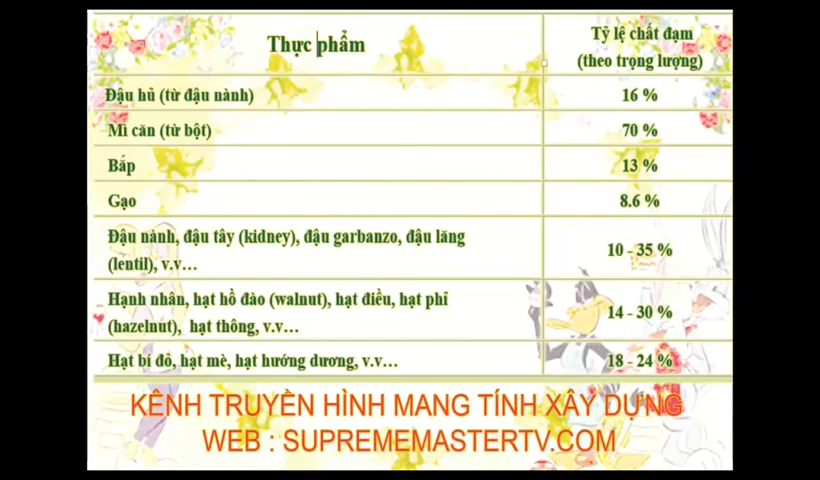 Thực phẩm
Tỷ lệ chất đạm
(theo trọng lượng)
Đậu hủ (từ đậu nành)
16 %
Mì căn (từ bột)
70 %
Bắp
13 %
Gạo
8.6 %
Đậu nành, đậu tây (kidney), đậu garbanzo, đậu lăng
(lentil), v.v...
10 - 35 %
Hạnh nhân, hạt hồ đào (walnut), hạt điều, hạt phỉ
(hazelnut), hạt thông, v.v...
14 - 30 %
Hạt bí đỏ, hạt mè, hạt hướng dương, v.v...
18 - 24 %
KÊNH TRUYỀN HÌNH MANG TÍNH XÂY DỰNG
WEB : SUPREMEMASTERTV.COM